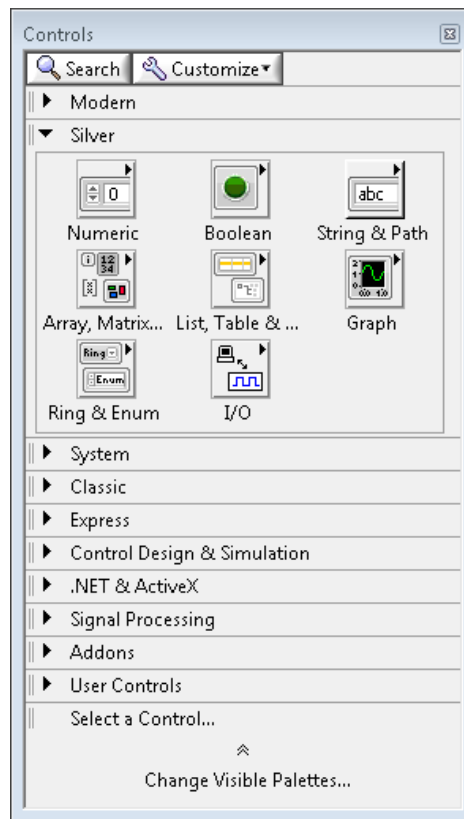 Controls
Search Customize
Modern
Silver
0
abc
Numeric Boolean String & Path
12
34
Array, Matrix... List, Table & ... Graph
Ring
Enum
Ring & Enum I/O
System
Classic
Express
Control Design & Simulation
.NET & ActiveX
Signal Processing
Addons
User Controls
Select a Control...
Change Visible Palettes...